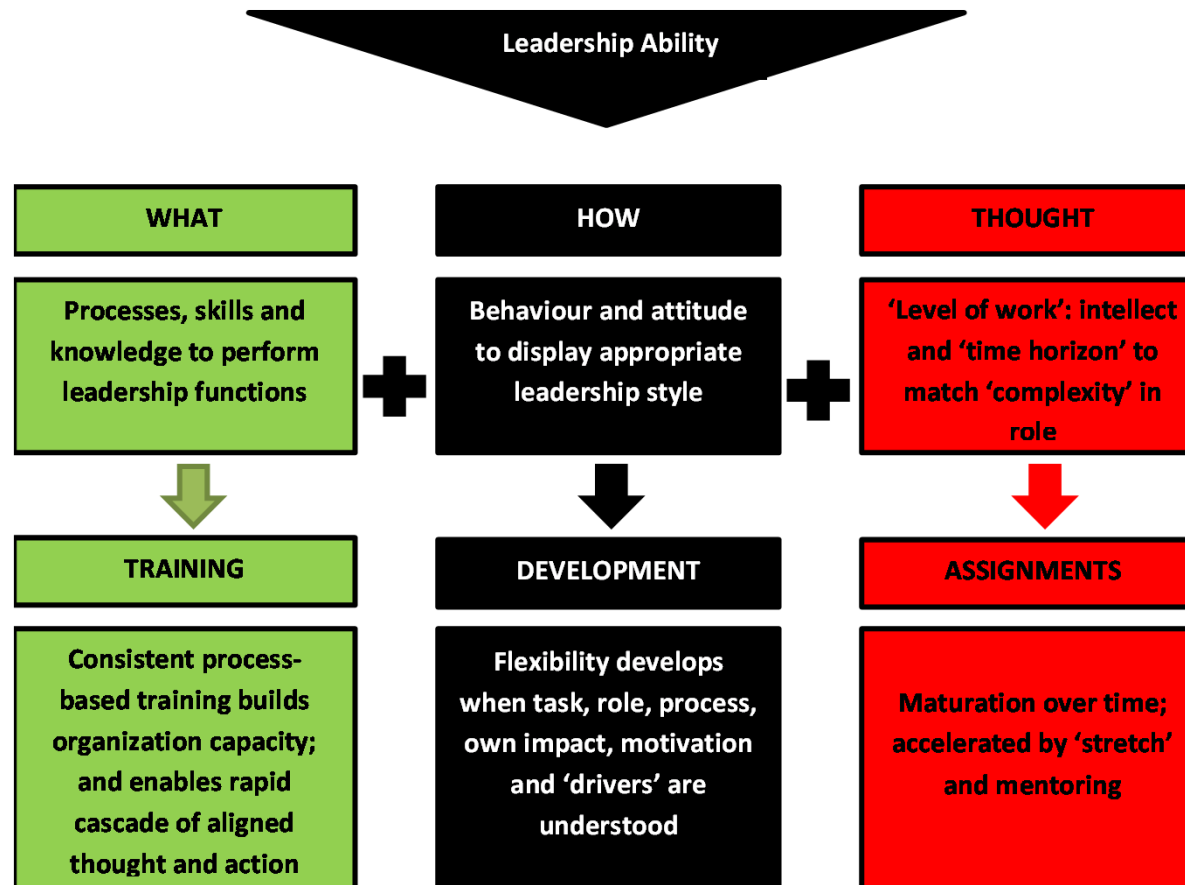 Leadership Ability
WHAT
HOW
THOUGHT
Processes, skills and
knowledge to perform
leadership functions
Behaviour and attitude
to display appropriate
leadership style
‘Level of work’: intellect
and ‘time horizon’ to
match ‘complexity’ in
role
TRAINING
DEVELOPMENT
ASSIGNMENTS
Consistent process-
based training builds
organization capacity;
and enables rapid
cascade of aligned
thought and action
Flexibility develops
when task, role, process,
own impact, motivation
and ‘drivers’ are
understood
Maturation over time;
accelerated by ‘stretch’
and mentoring